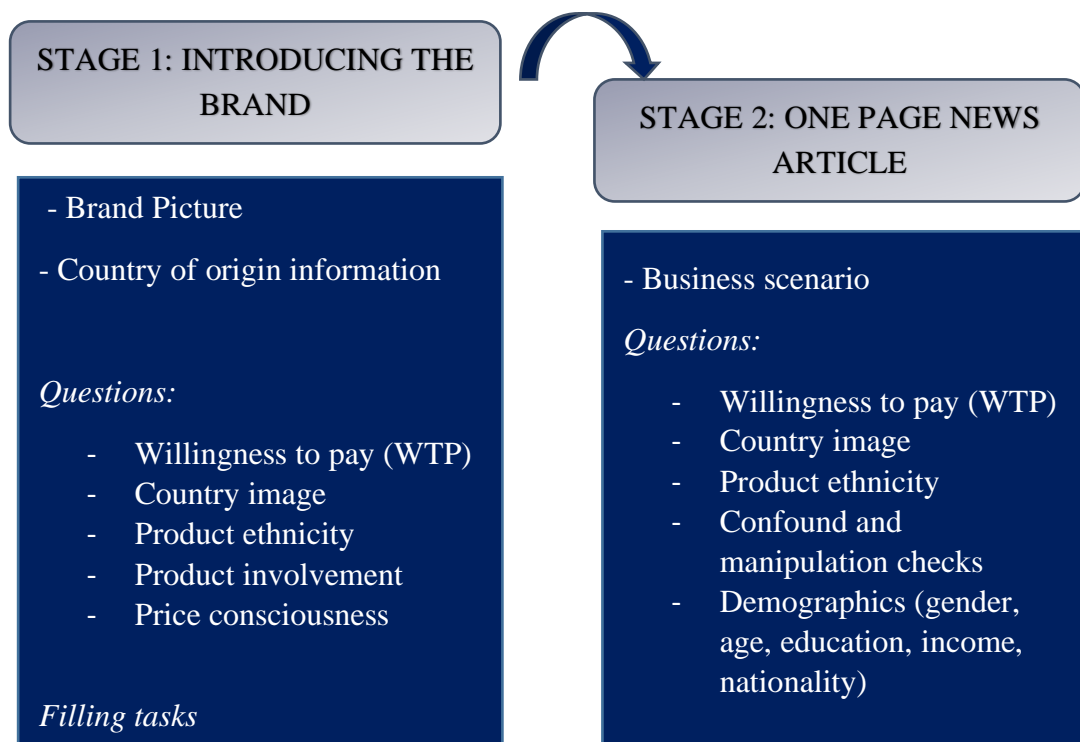 STAGE 1: INTRODUCING THE
BRAND
- Brand Picture
- Country of origin information
Questions:
- Willingness to pay (WTP)
- Country image
- Product ethnicity
- Product involvement
- Price consciousness
Filling tasks
STAGE 2: ONE PAGE NEWS
ARTICLE
- Business scenario
Questions:
- Willingness to pay (WTP)
- Country image
- Product ethnicity
- Confound and
manipulation checks
- Demographics (gender,
age, education, income,
nationality)